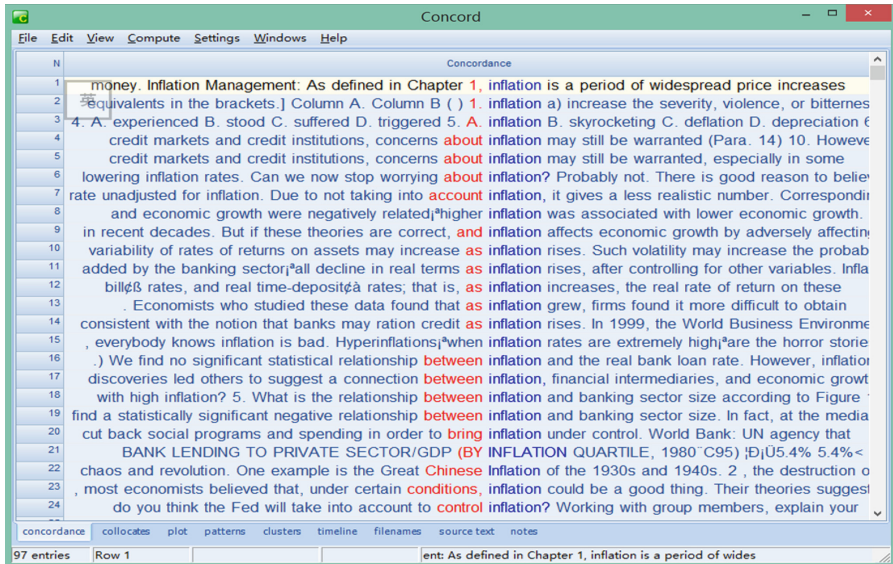 Concord
File Edit View Compute Settings Windows Help
N Concordance
1 money. Inflation Management: As defined in Chapter 1, inflation is a period of widespread price increases
2 equivalents in the brackets.] Column A. Column B ( ) 1. inflation a) increase the severity, violence, or bitternes
英
3 4. A. experienced B. stood C. suffered D. triggered 5. A. inflation B. skyrocketing C. deflation D. depreciation 6
4 credit markets and credit institutions, concerns about inflation may still be warranted (Para. 14) 10. Howeve
5 credit markets and credit institutions, concerns about inflation may still be warranted, especially in some
6 lowering inflation rates. Can we now stop worrying about inflation? Probably not. There is good reason to believ
7 rate unadjusted for inflation. Due to not taking into account inflation, it gives a less realistic number. Correspondin
8 and economic growth were negatively related¡ªhigher inflation was associated with lower economic growth.
9 in recent decades. But if these theories are correct, and inflation affects economic growth by adversely affecting
10 variability of rates of returns on assets may increase as inflation rises. Such volatility may increase the probab
11 added by the banking sector¡ªall decline in real terms as inflation rises, after controlling for other variables. Infla
12 bill¢ß rates, and real time-deposit¢à rates; that is, as inflation increases, the real rate of return on these
13 . Economists who studied these data found that as inflation grew, firms found it more difficult to obtain
14 consistent with the notion that banks may ration credit as inflation rises. In 1999, the World Business Environme
15 , everybody knows inflation is bad. Hyperinflations¡ªwhen inflation rates are extremely high¡ªare the horror storie
16 .) We find no significant statistical relationship between inflation and the real bank loan rate. However, inflation
17 discoveries led others to suggest a connection between inflation, financial intermediaries, and economic growt
18 with high inflation? 5. What is the relationship between inflation and banking sector size according to Figure
19 find a statistically significant negative relationship between inflation and banking sector size. In fact, at the media
20 cut back social programs and spending in order to bring inflation under control. World Bank: UN agency that
21 BANK LENDING TO PRIVATE SECTOR/GDP (BY INFLATION QUARTILE, 1980¨C95) ¦Ð¡Ü5.4% 5.4%<
22 chaos and revolution. One example is the Great Chinese Inflation of the 1930s and 1940s. 2 , the destruction o
23 , most economists believed that, under certain conditions, inflation could be a good thing. Their theories suggest
24 do you think the Fed will take into account to control inflation? Working with group members, explain your
concordance collocates plot patterns clusters timeline filenames source text notes
97 entries Row 1 ent: As defined in Chapter 1, inflation is a period of wides